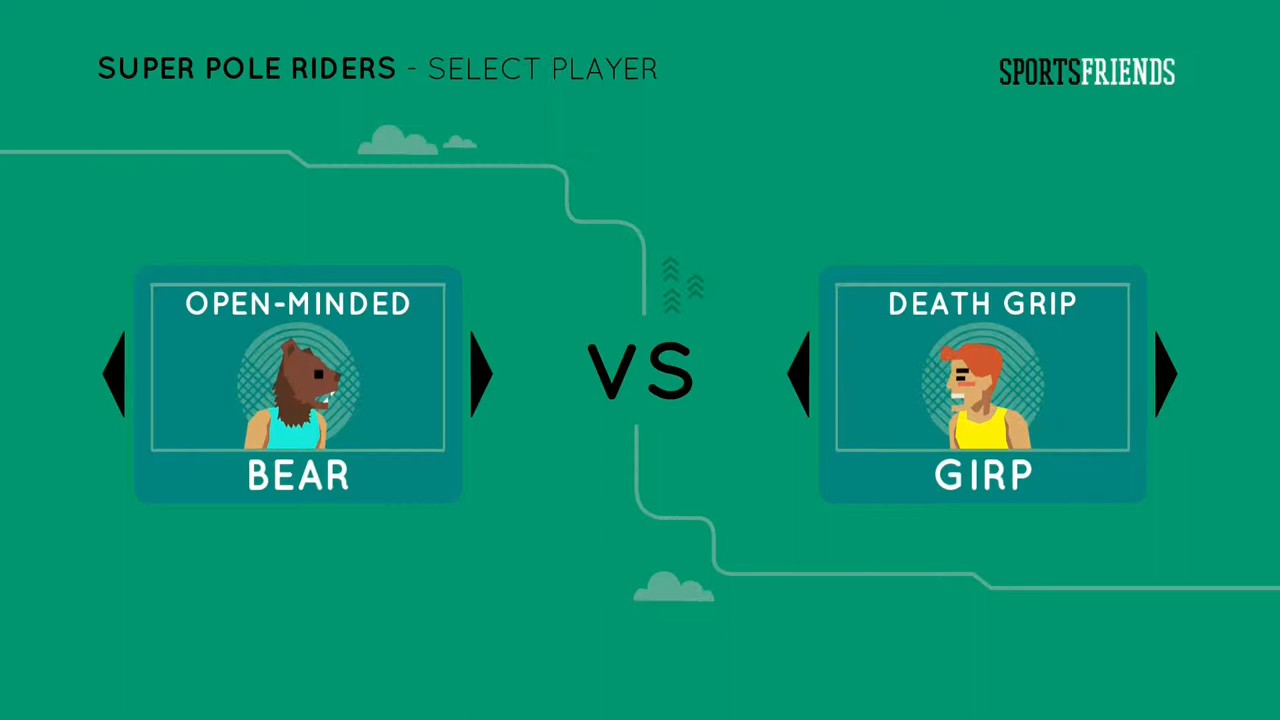 SUPER POLE RIDERS - SELECT PLAYER
SPORTSFRIENDS
OPEN-MINDED
BEAR
VS
DEATH GRIP
GIRP